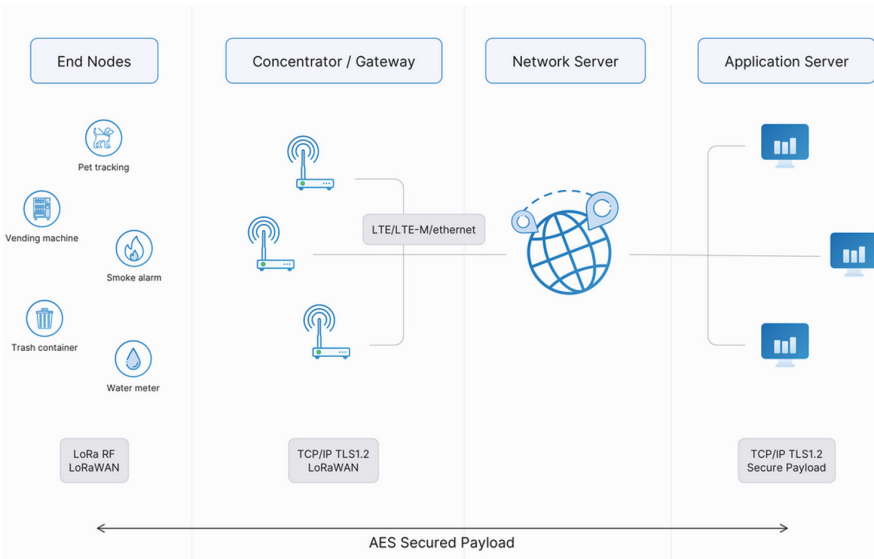 End Nodes
Concentrator / Gateway
Network Server
Application Server
Pet tracking
Vending machine
Smoke alarm
Trash container
Water meter
LTE/LTE-M/ethernet
LoRa RF
LoRaWAN
TCP/IP TLS1.2
LoRaWAN
TCP/IP TLS1.2
Secure Payload
AES Secured Payload